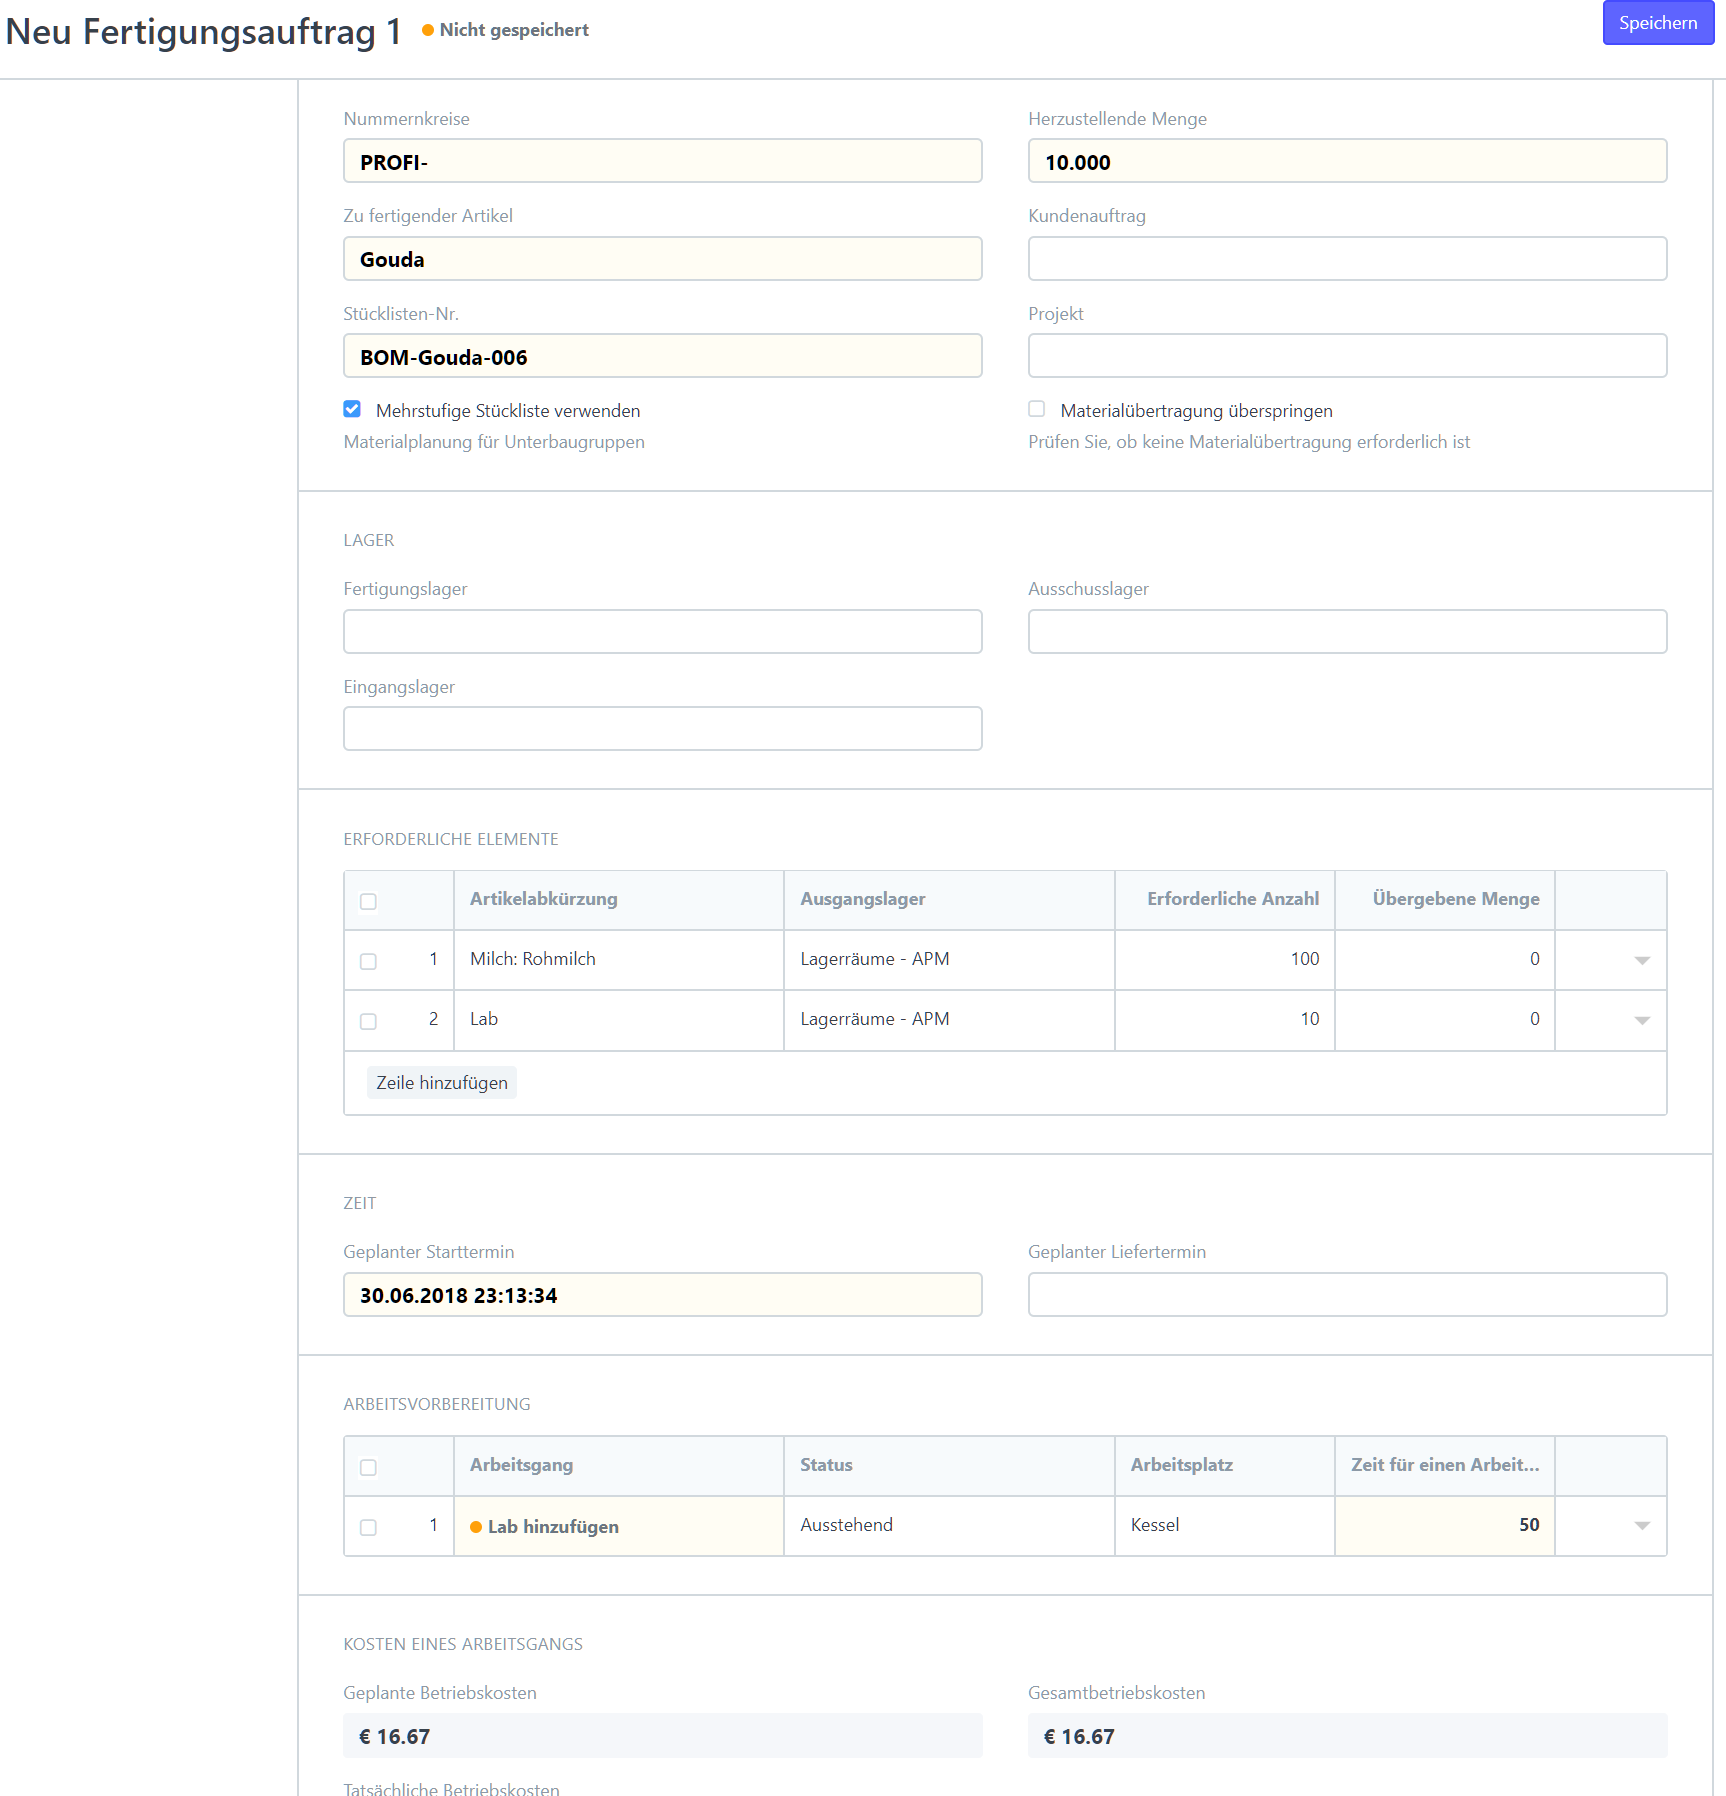 Neu Fertigungsauftrag 1
Nicht gespeichert
Speichern
Nummernkreise
PROFI-
Herzustellende Menge
10.000
Zu fertigender Artikel
Gouda
Kundenauftrag
Stücklisten-Nr.
BOM-Gouda-006
Projekt
Mehrstufige Stückliste verwenden
Materialplanung für Unterbaugruppen
Materialübertragung überspringen
Prüfen Sie, ob keine Materialübertragung erforderlich ist
LAGER
Fertigungslager
Ausschusslager
Eingangslager
ERFORDERLICHE ELEMENTE
Artikelabkürzung Ausgangslager Erforderliche Anzahl Übergebene Menge
1 Milch: Rohmilch Lagerräume - APM 100 0
2 Lab Lagerräume - APM 10 0
Zeile hinzufügen
ZEIT
Geplanter Starttermin
30.06.2018 23:13:34
Geplanter Liefertermin
ARBEITSVORBEREITUNG
Arbeitsgang Status Arbeitsplatz Zeit für einen Arbeit...
1 Lab hinzufügen Ausstehend Kessel 50
KOSTEN EINES ARBEITSGANGS
Geplante Betriebskosten
€ 16.67
Gesamtbetriebskosten
€ 16.67
Tatsächliche Betriebskosten